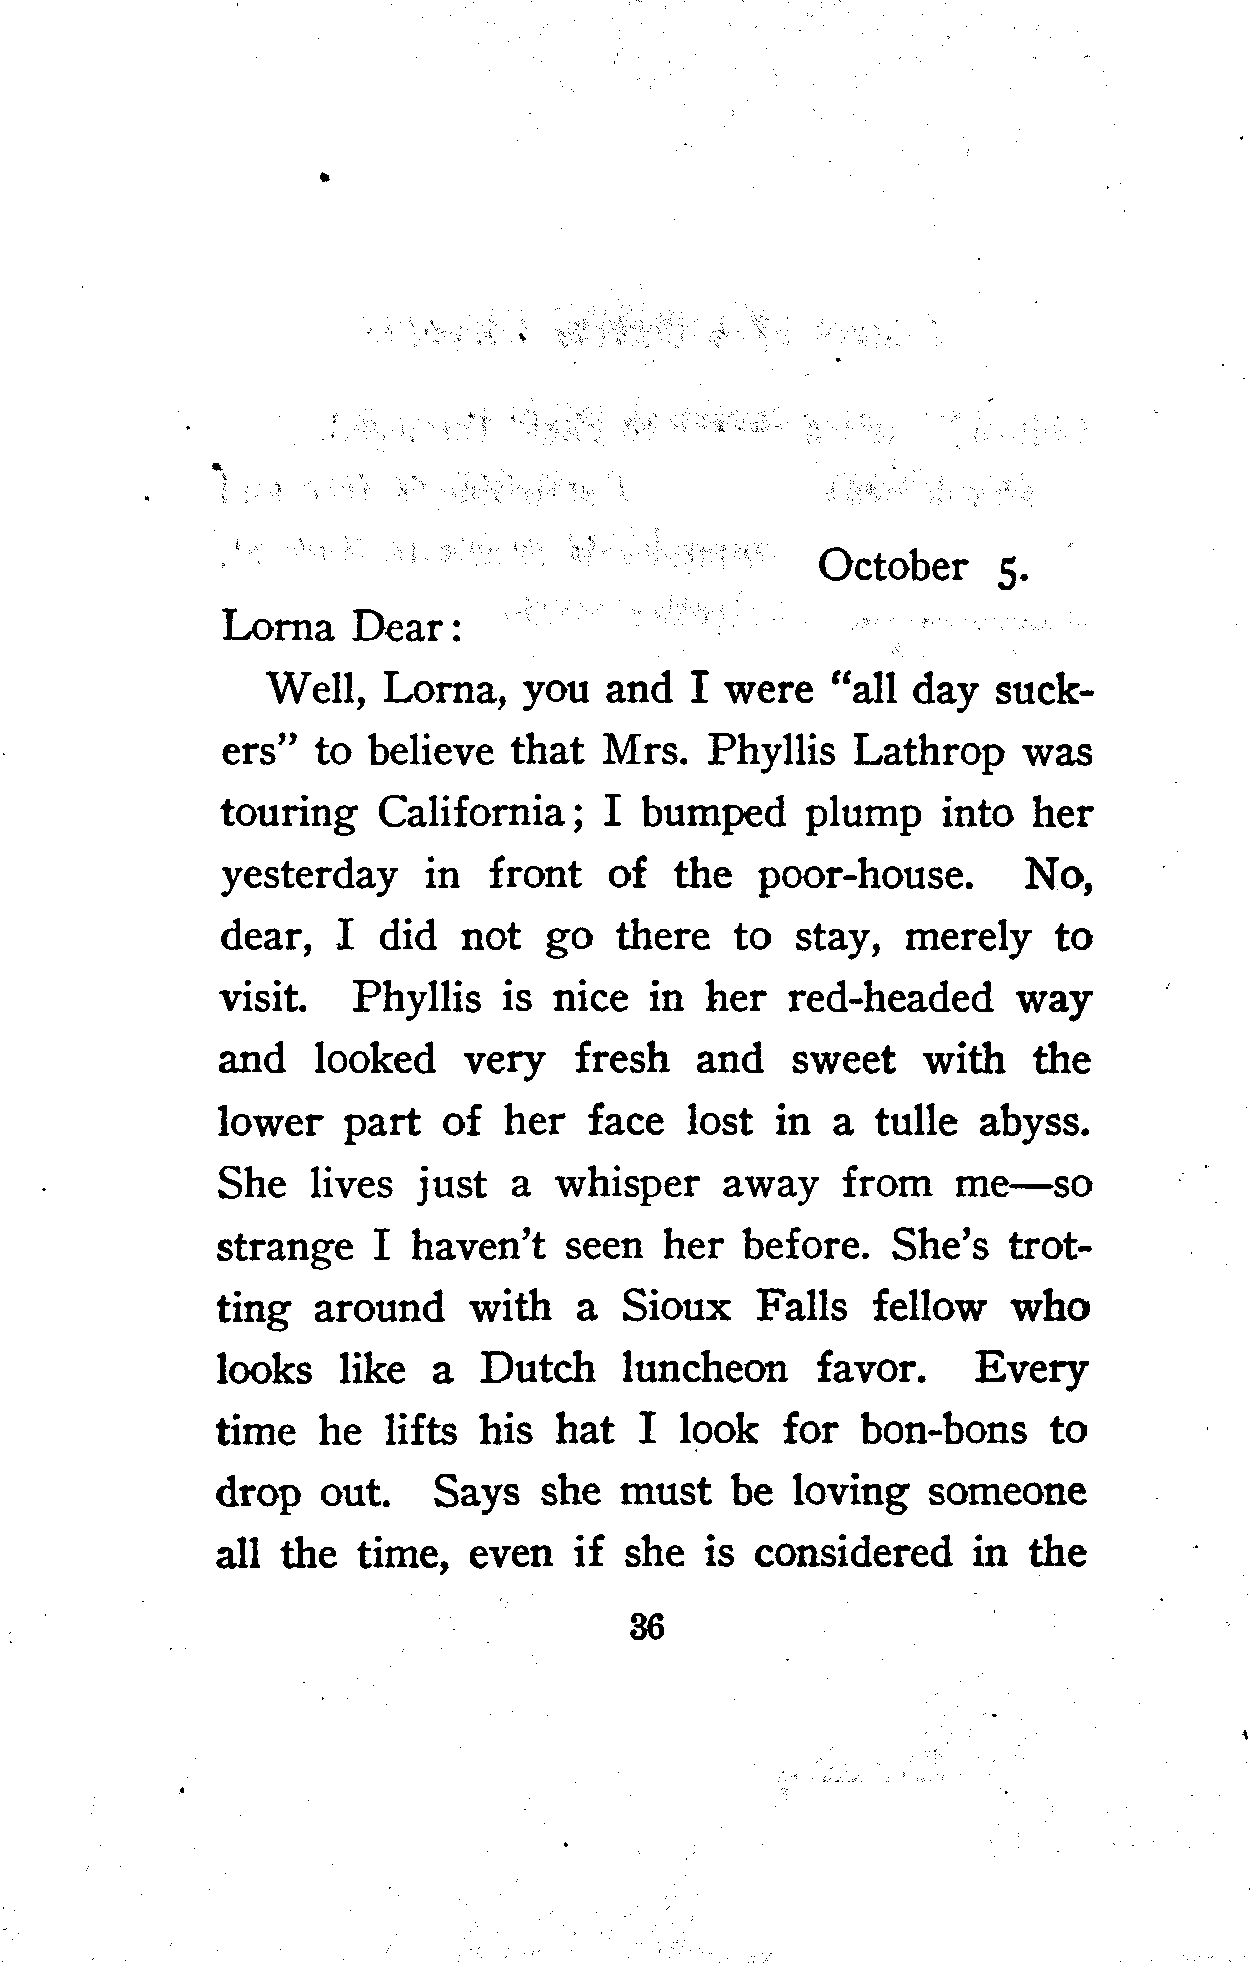 October 5.
Lorna Dear:
Well, Lorna, you and I were "all day suck-
ers" to believe that Mrs. Phyllis Lathrop was
touring California; I bumped plump into her
yesterday in front of the poor-house. No,
dear, I did not go there to stay, merely to
visit. Phyllis is nice in her red-headed way
and looked very fresh and sweet with the
lower part of her face lost in a tulle abyss.
She lives just a whisper away from me—so
strange I haven't seen her before. She's trot-
ting around with a Sioux Falls fellow who
looks like a Dutch luncheon favor. Every
time he lifts his hat I look for bon-bons to
drop out. Says she must be loving someone
all the time, even if she is considered in the
36